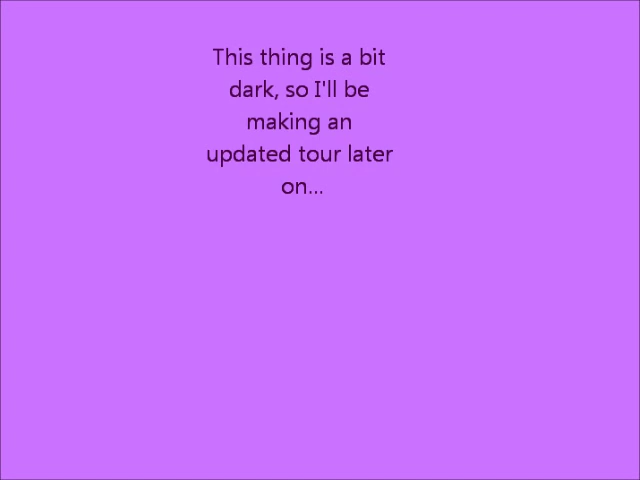 This thing is a bit
dark, so I'll be
making an
updated tour later
on...